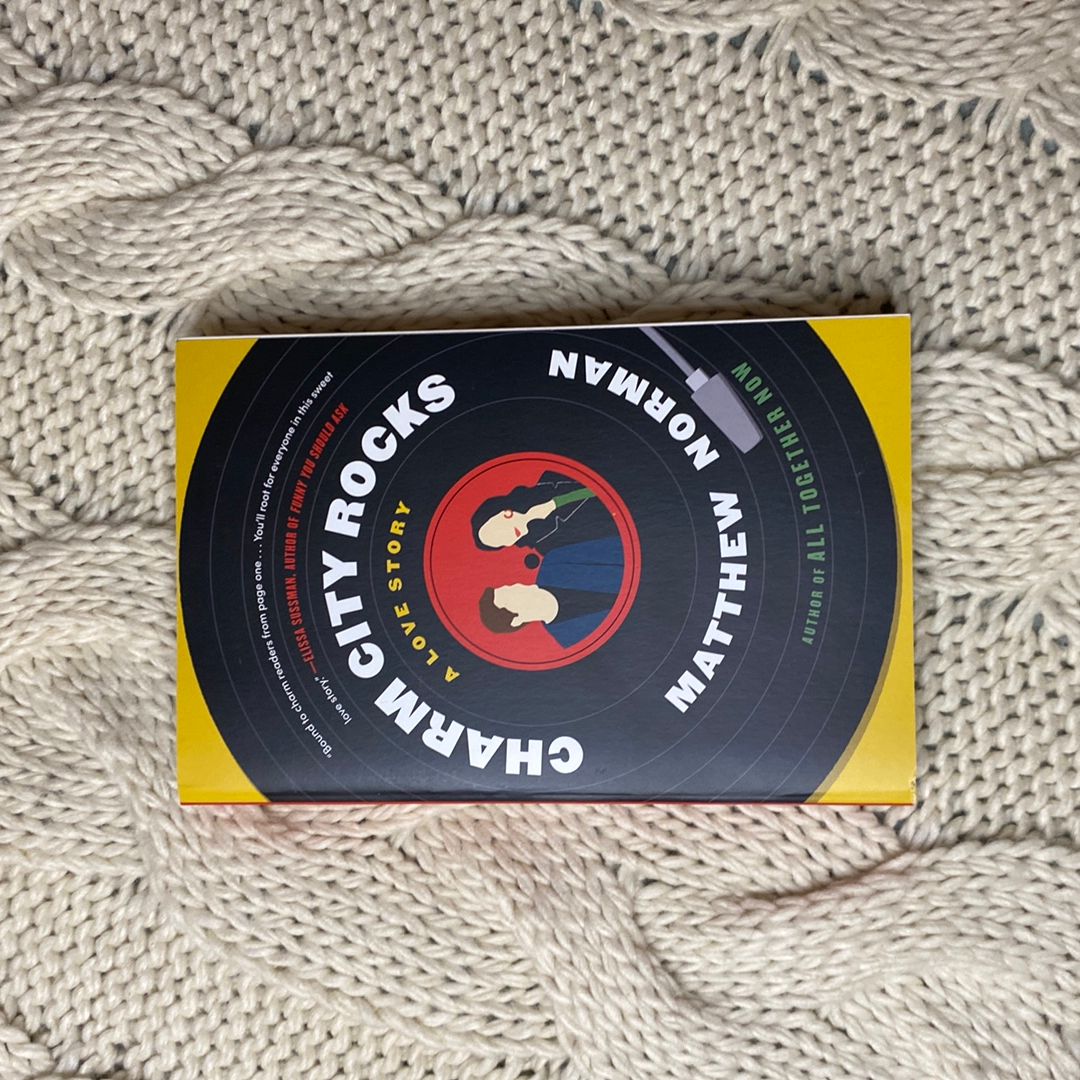 "Bound to charm readers from page one . . . You'll root for everyone in this sweet
love story." —ELISSA SUSSMAN, AUTHOR OF FUNNY YOU SHOULD ASK
CHARM CITY ROCKS
A LOVE STORY
MATTHEW NORMAN
AUTHOR OF ALL TOGETHER NOW